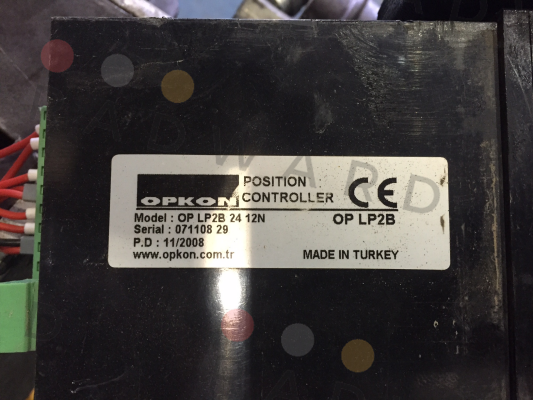 OPKON
POSITION
CONTROLLER
CE
Model : OP LP2B 24 12N
OP LP2B
Serial : 071108 29
P.D : 11/2008
www.opkon.com.tr
MADE IN TURKEY